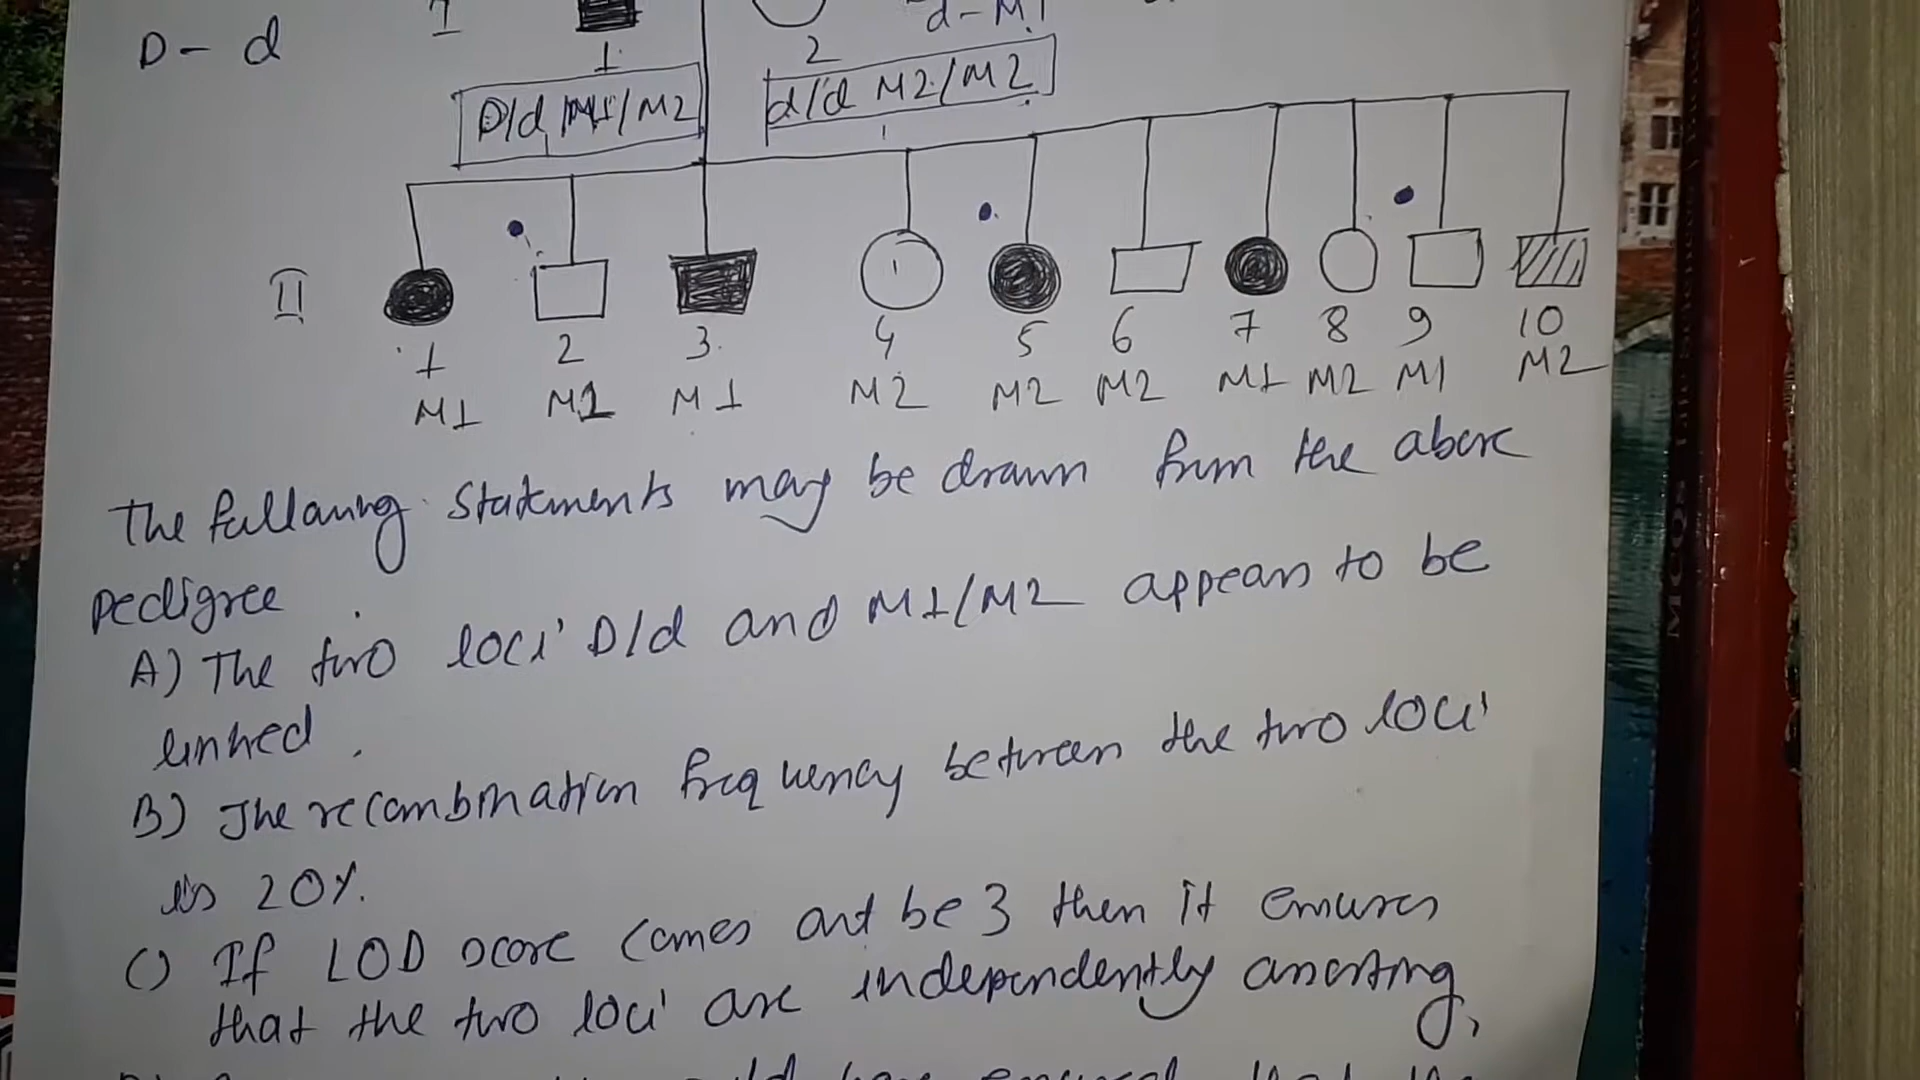 I
D - d
d - M1
1 2
D/d M1/M2 d/d M2/M2
II
1 2 3 4 5 6 7 8 9 10
M1 M1 M1 M2 M2 M2 M1 M2 M1 M2
The following statements may be drawn from the above
pedigree.
A) The two loci D/d and M1/M2 appears to be
linked.
B) The recombination frequency between the two loci
is 20%.
C) If LOD score comes out be 3 then it ensures
that the two loci are independently assorting,
MCQs